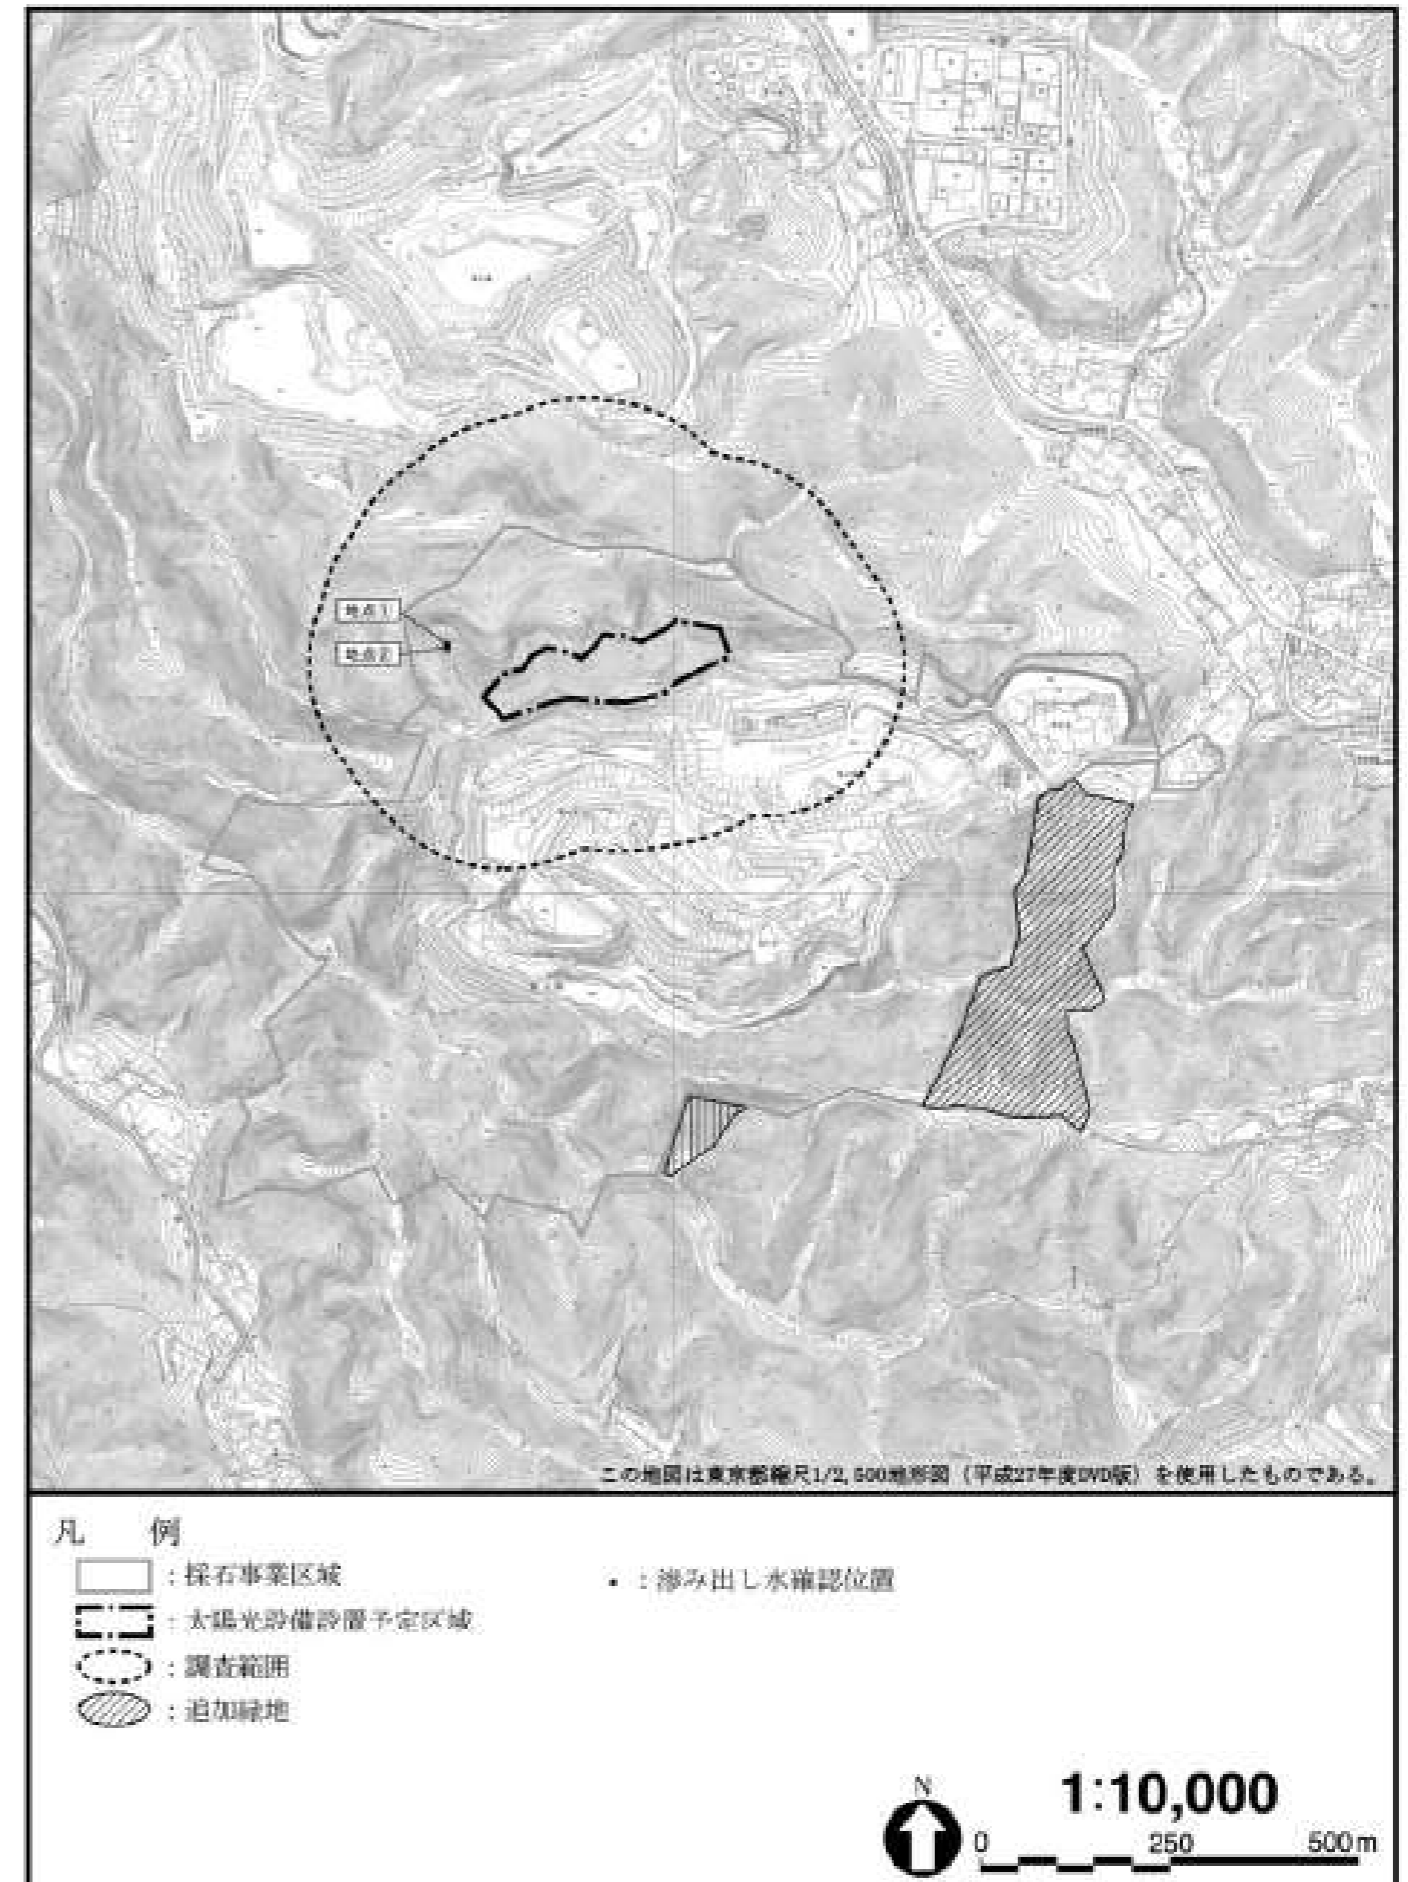 地点1
地点2
この地図は東京都縮尺1/2,500地形図(平成27年度DVD版)を使用したものである。
凡 例
:採石事業区域
:太陽光設備設置予定区域
:調査範囲
:追加緑地
:滲み出し水確認位置
N
1:10,000
0 250 500m